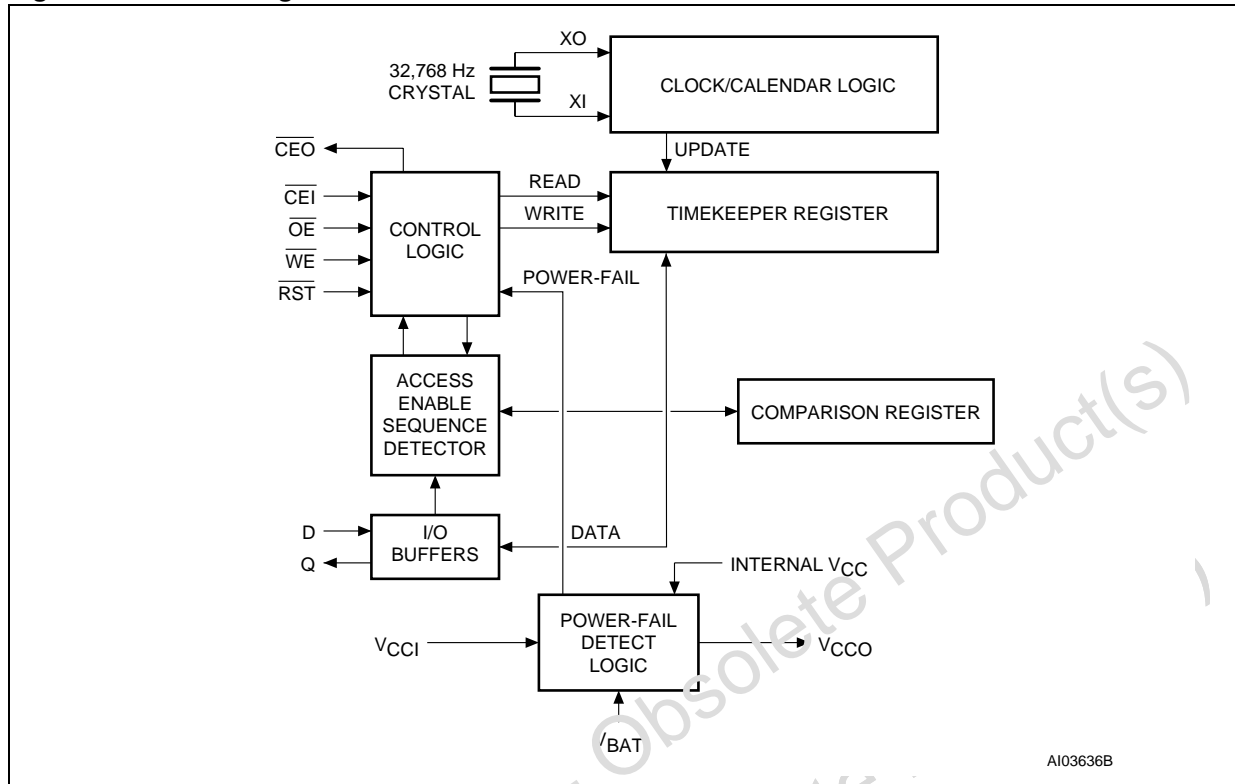 XO
32,768 Hz
CRYSTAL
CLOCK/CALENDAR LOGIC
XI
CEO
UPDATE
CEI
READ
TIMEKEEPER REGISTER
OE
CONTROL
LOGIC
WRITE
WE
POWER-FAIL
RST
ACCESS
ENABLE
SEQUENCE
DETECTOR
COMPARISON REGISTER
D
I/O
BUFFERS
DATA
Q
INTERNAL VCC
POWER-FAIL
DETECT
LOGIC
VCCI
VCCO
BAT
AI03636B
Obsolete Product(s)